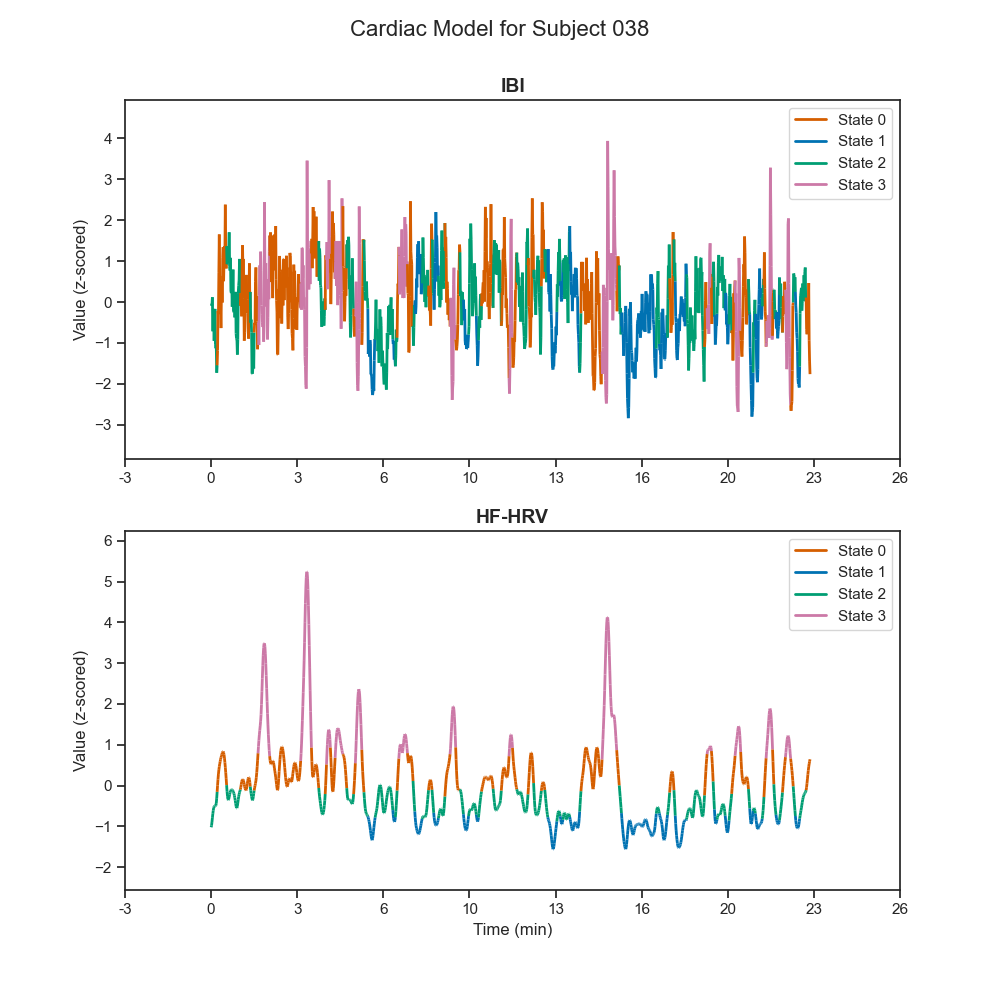 Cardiac Model for Subject 038
IBI
Value (z-scored)
4
3
2
1
0
−1
−2
−3
-3
0
3
6
10
13
16
20
23
26
State 0
State 1
State 2
State 3
HF-HRV
Value (z-scored)
6
5
4
3
2
1
0
−1
−2
-3
0
3
6
10
13
16
20
23
26
State 0
State 1
State 2
State 3
Time (min)